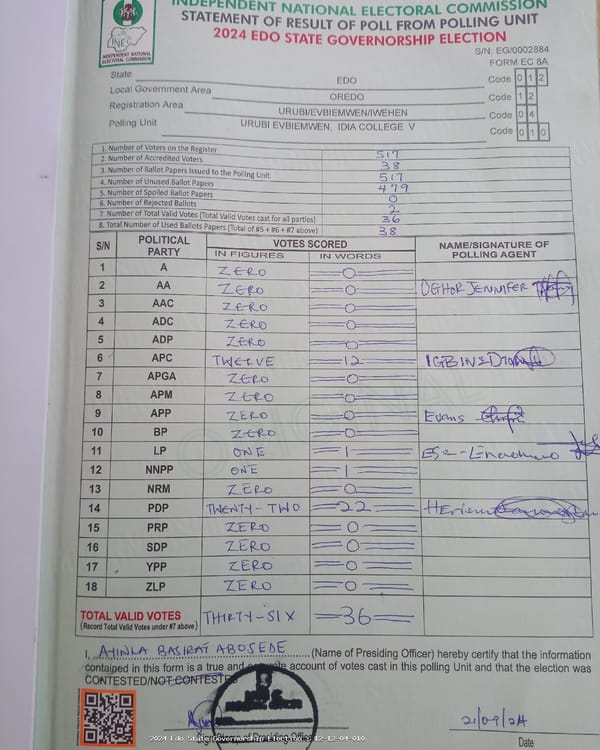 INDEPENDENT NATIONAL ELECTORAL COMMISSION
STATEMENT OF RESULT OF POLL FROM POLLING UNIT
2024 EDO STATE GOVERNORSHIP ELECTION
INEC
INDEPENDENT NATIONAL ELECTORAL COMMISSION
S/N: EG/0002884
FORM EC 8A
State EDO Code 0 1 2
Local Government Area OREDO Code 1 2
Registration Area URUBI/EVBIEMWEN/IWEHEN Code 0 4
Polling Unit URUBI EVBIEMWEN, IDIA COLLEGE V Code 0 1 0
1. Number of Voters on the Register 517
2. Number of Accredited Voters 38
3. Number of Ballot Papers Issued to the Polling Unit 517
4. Number of Unused Ballot Papers 479
5. Number of Spoiled Ballot Papers 0
6. Number of Rejected Ballots 2
7. Number of Total Valid Votes (Total Valid Votes cast for all parties) 36
8. Total Number of Used Ballots Papers (Total of #5 + #6 + #7 above) 38
S/N POLITICAL PARTY VOTES SCORED NAME/SIGNATURE OF POLLING AGENT
IN FIGURES IN WORDS
1 A ZERO 0
2 AA ZERO 0 OGHOR JENNIFER
3 AAC ZERO 0
4 ADC ZERO 0
5 ADP ZERO 0
6 APC TWELVE 12
7 APGA ZERO 0
8 APM ZERO 0
9 APP ZERO 0 Evans
10 BP ZERO 0
11 LP ONE 1
12 NNPP ONE 1
13 NRM ZERO 0
14 PDP TWENTY-TWO 22
15 PRP ZERO 0
16 SDP ZERO 0
17 YPP ZERO 0
18 ZLP ZERO 0
TOTAL VALID VOTES THIRTY-SIX 36
(Record Total Valid Votes under #7 above)
I, AYINLA BASIRAT ABOSEDE (Name of Presiding Officer) hereby certify that the information
contained in this form is a true and account of votes cast in this polling Unit and that the election was
CONTESTED/NOT CONTESTED
21/09/24
Signature of Presiding Officer Date
2024 Edo State Governorship Election - 12-12-04-010